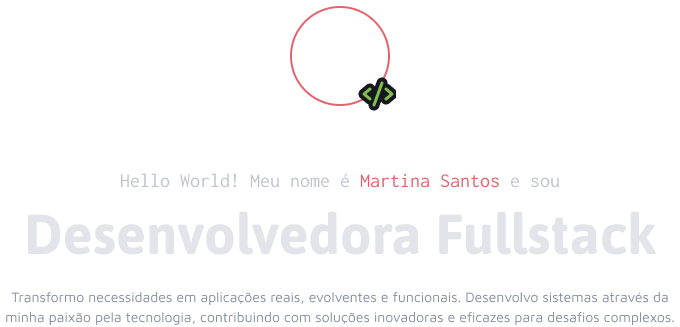 </>
Hello World! Meu nome é Martina Santos e sou
Desenvolvedora Fullstack
Transformo necessidades em aplicações reais, evolventes e funcionais. Desenvolvo sistemas através da
minha paixão pela tecnologia, contribuindo com soluções inovadoras e eficazes para desafios complexos.